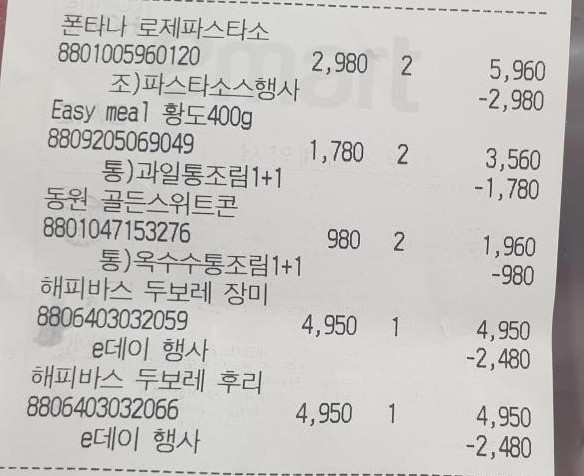 폰타나 로제파스타소
8801005960120 2,980 2 5,960
조)파스타소스행사 -2,980
Easy meal 황도400g
8809205069049 1,780 2 3,560
통)과일통조림1+1 -1,780
동원 골든스위트콘
8801047153276 980 2 1,960
통)옥수수통조림1+1 -980
해피바스 두보레 장미
8806403032059 4,950 1 4,950
e데이 행사 -2,480
해피바스 두보레 후리
8806403032066 4,950 1 4,950
e데이 행사 -2,480